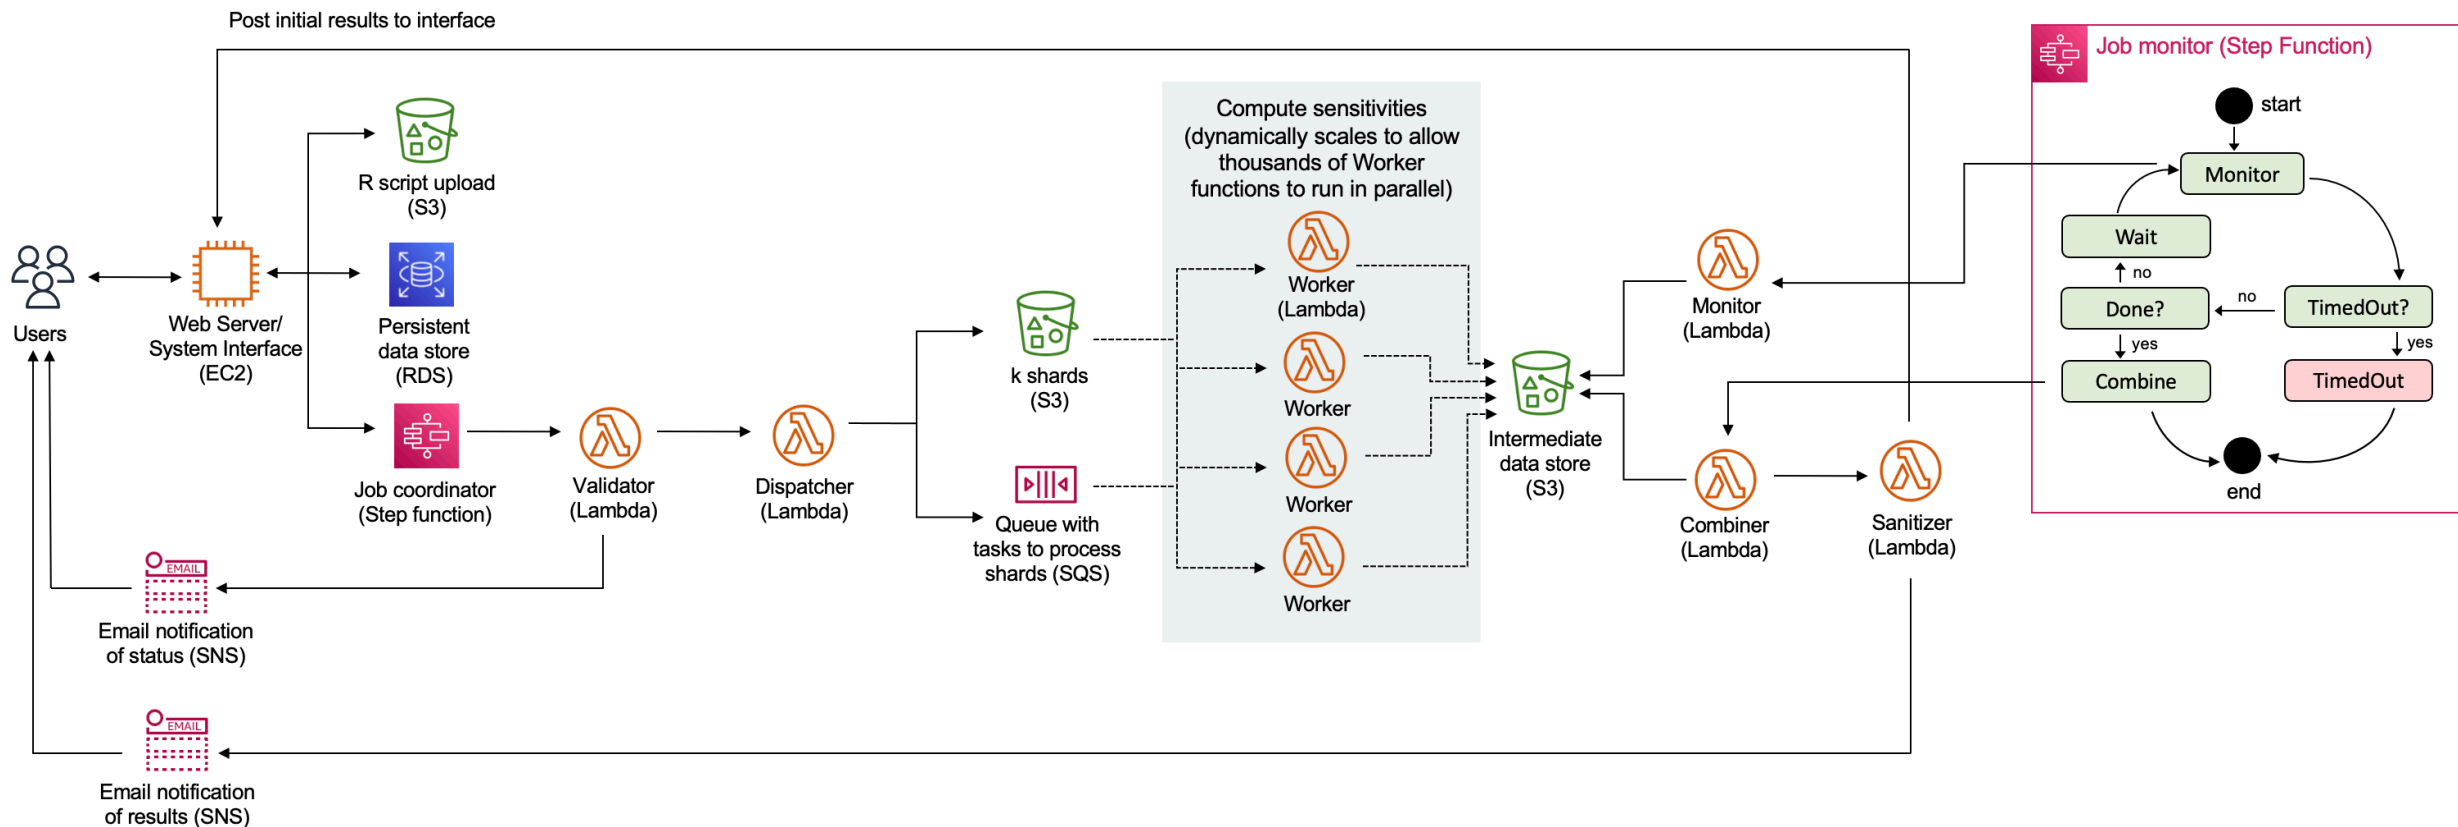 Post initial results to interface
R script upload
(S3)
Users
Web Server/
System Interface
(EC2)
Persistent
data store
(RDS)
Job coordinator
(Step function)
Validator
(Lambda)
Dispatcher
(Lambda)
k shards
(S3)
Queue with
tasks to process
shards (SQS)
Compute sensitivities
(dynamically scales to allow
thousands of Worker
functions to run in parallel)
Worker
(Lambda)
Worker
Worker
Worker
Intermediate
data store
(S3)
Monitor
(Lambda)
Combiner
(Lambda)
Sanitizer
(Lambda)
Job monitor (Step Function)
start
Monitor
Wait
no
Done?
no
TimedOut?
yes
yes
Combine
TimedOut
end
EMAIL
Email notification
of status (SNS)
EMAIL
Email notification
of results (SNS)